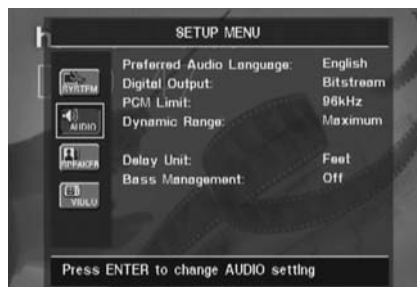 SETUP MENU
SYSTEM
AUDIO
SPEAKER
VIDEO
Preferred Audio Language: English
Digital Output: Bitstream
PCM Limit: 96kHz
Dynamic Range: Maximum
Delay Unit: Feet
Bass Management: Off
Press ENTER to change AUDIO setting